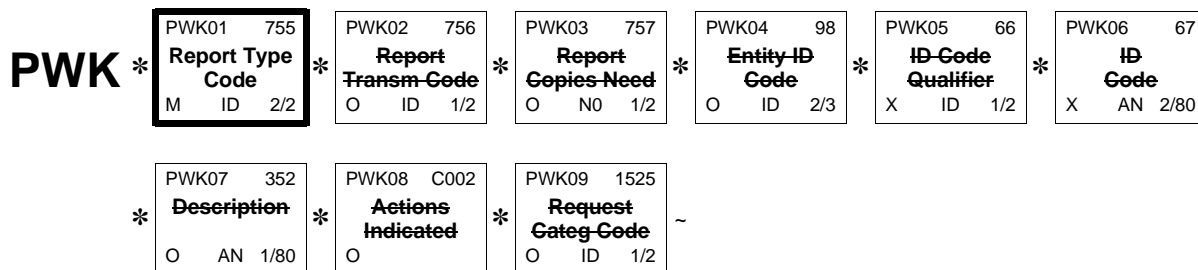 PWK01 755 PWK02 756 PWK03 757 PWK04 98 PWK05 66 PWK06 67
PWK * Report Type * Report * Report * Entity ID * ID Code * ID
Code Transm Code Copies Need Code Qualifier Code
M ID 2/2 O ID 1/2 O N0 1/2 O ID 2/3 X ID 1/2 X AN 2/80
PWK07 352 PWK08 C002 PWK09 1525
* Description * Actions * Request ~
Indicated Categ Code
O AN 1/80 O O ID 1/2